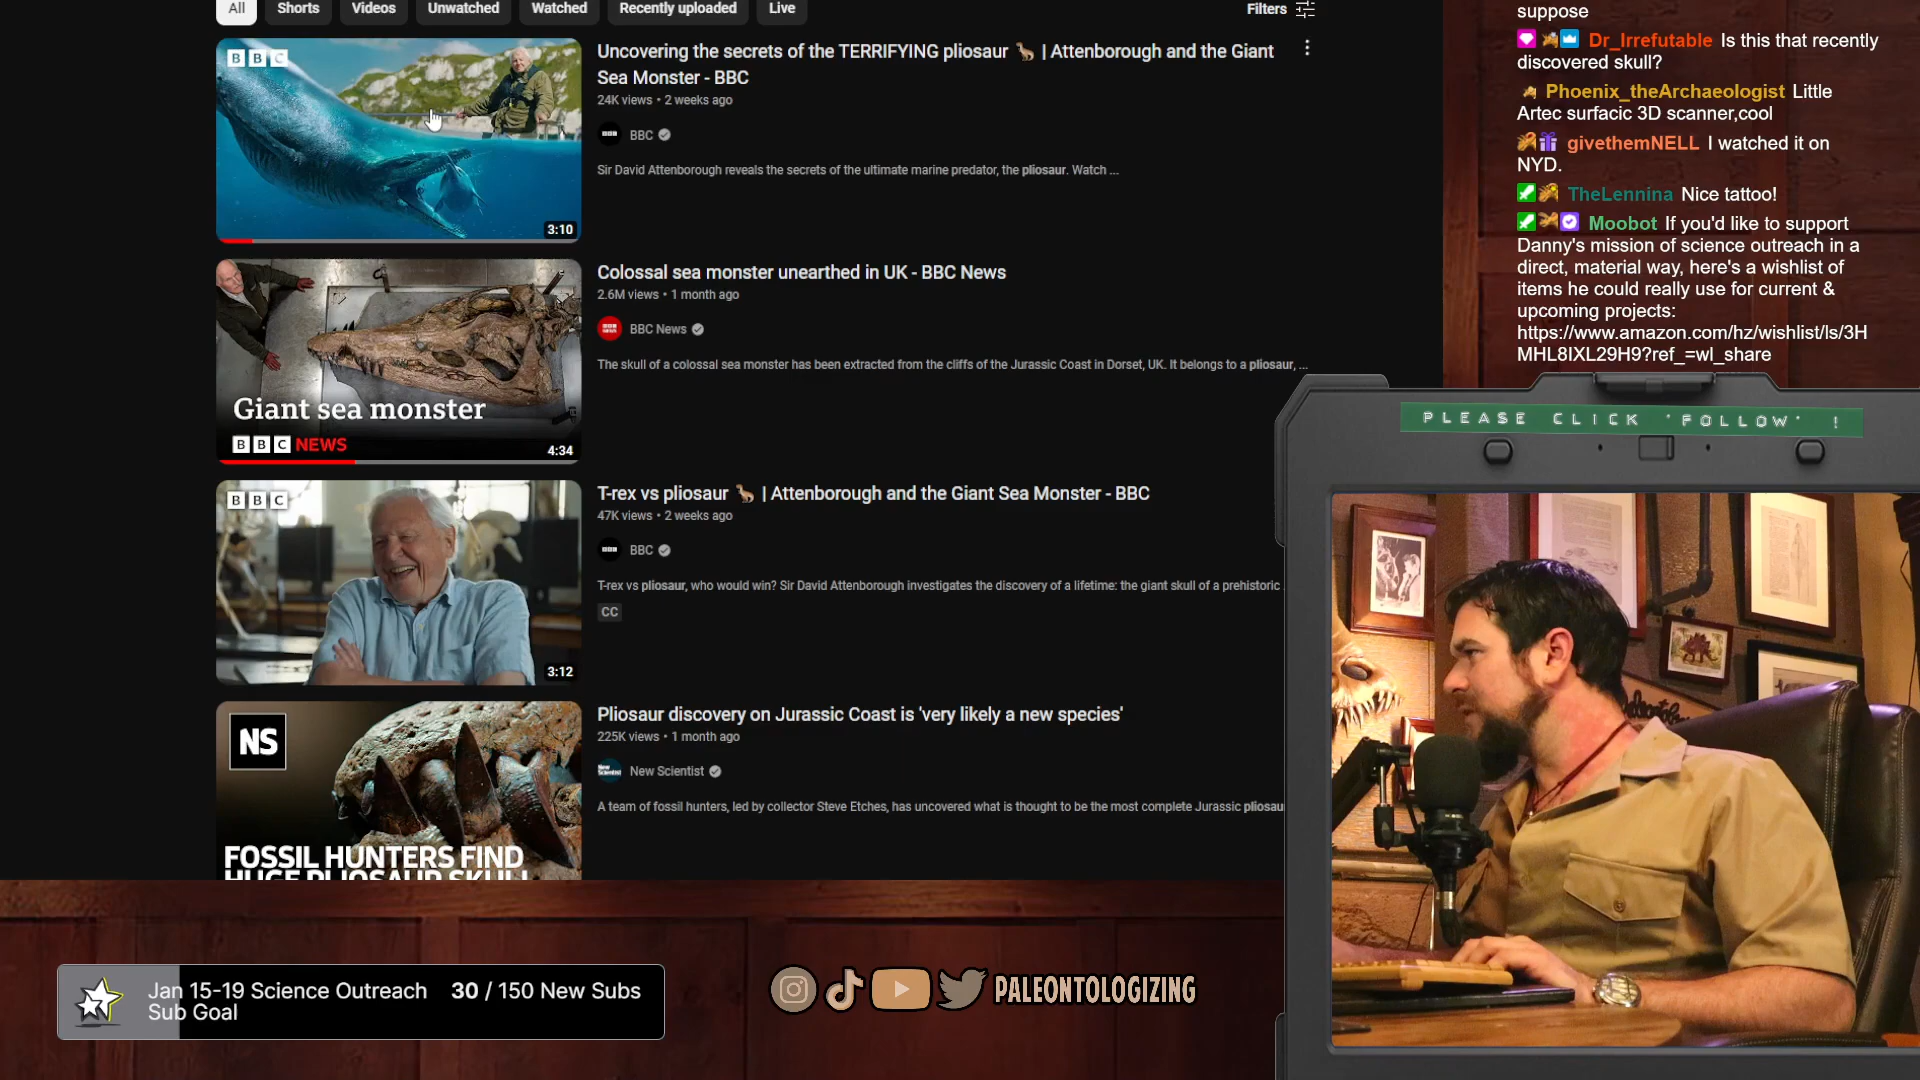 All Shorts Videos Unwatched Watched Recently uploaded Live Filters
BBC
3:10
Uncovering the secrets of the TERRIFYING pliosaur 🦕 | Attenborough and the Giant
Sea Monster - BBC
24K views • 2 weeks ago
BBC
Sir David Attenborough reveals the secrets of the ultimate marine predator, the pliosaur. Watch ...
Giant sea monster
BBC NEWS
4:34
Colossal sea monster unearthed in UK - BBC News
2.6M views • 1 month ago
BBC News
The skull of a colossal sea monster has been extracted from the cliffs of the Jurassic Coast in Dorset, UK. It belongs to a pliosaur, ...
BBC
3:12
T-rex vs pliosaur 🦕 | Attenborough and the Giant Sea Monster - BBC
47K views • 2 weeks ago
BBC
T-rex vs pliosaur, who would win? Sir David Attenborough investigates the discovery of a lifetime: the giant skull of a prehistoric
CC
NS
FOSSIL HUNTERS FIND
HUGE PLIOSAUR SKULL
Pliosaur discovery on Jurassic Coast is 'very likely a new species'
225K views • 1 month ago
New Scientist
A team of fossil hunters, led by collector Steve Etches, has uncovered what is thought to be the most complete Jurassic pliosau
suppose
Dr_Irrefutable Is this that recently
discovered skull?
Phoenix_theArchaeologist Little
Artec surfacic 3D scanner,cool
givethemNELL I watched it on
NYD.
TheLennina Nice tattoo!
Moobot If you'd like to support
Danny's mission of science outreach in a
direct, material way, here's a wishlist of
items he could really use for current &
upcoming projects:
https://www.amazon.com/hz/wishlist/ls/3H
MHL8IXL29H9?ref_=wl_share
PLEASE CLICK 'FOLLOW' !
Jan 15-19 Science Outreach 30 / 150 New Subs
Sub Goal
PALEONTOLOGIZING